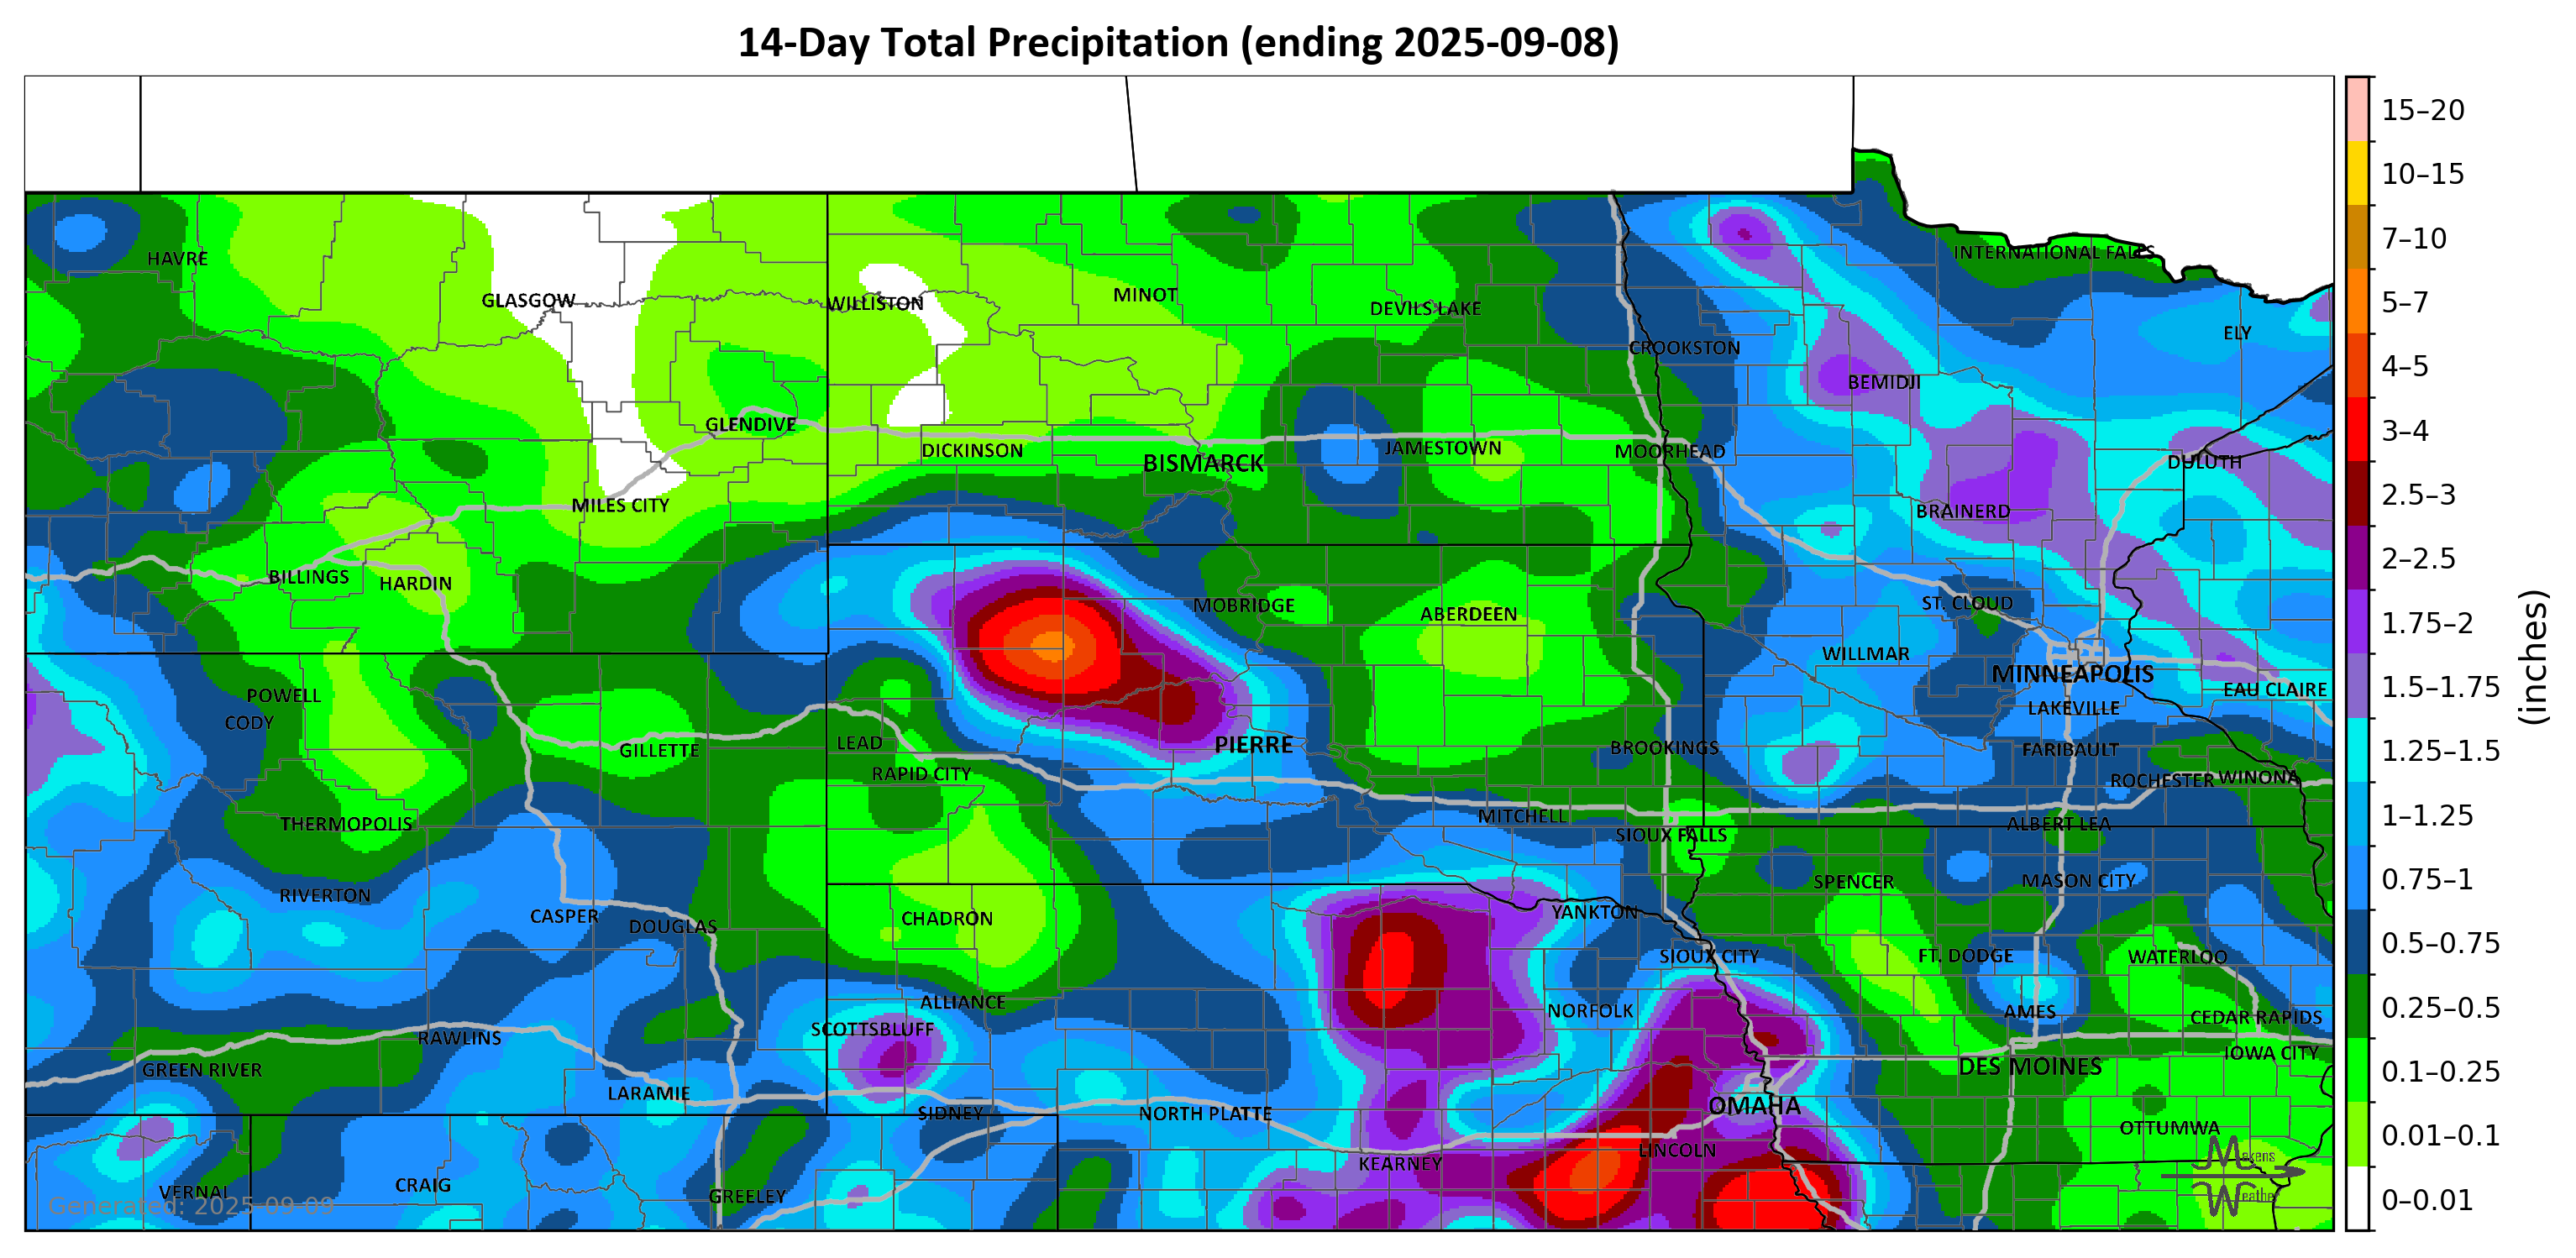 14-Day Total Precipitation (ending 2025-09-08)
15–20
10–15
7–10
5–7
4–5
3–4
2.5–3
2–2.5
1.75–2
1.5–1.75
1.25–1.5
1–1.25
0.75–1
0.5–0.75
0.25–0.5
0.1–0.25
0.01–0.1
0–0.01
(inches)
HAVRE
INTERNATIONAL FALLS
GLASGOW
WILLISTON
MINOT
DEVILS LAKE
ELY
CROOKSTON
BEMIDJI
GLENDIVE
DICKINSON
BISMARCK
JAMESTOWN
MOORHEAD
DULUTH
MILES CITY
BRAINERD
BILLINGS
HARDIN
MOBRIDGE
ABERDEEN
ST. CLOUD
WILLMAR
MINNEAPOLIS
POWELL
EAU CLAIRE
CODY
LAKEVILLE
GILLETTE
LEAD
PIERRE
BROOKINGS
FARIBAULT
RAPID CITY
ROCHESTER
WINONA
THERMOPOLIS
MITCHELL
ALBERT LEA
SIOUX FALLS
RIVERTON
SPENCER
MASON CITY
CASPER
DOUGLAS
CHADRON
YANKTON
SIOUX CITY
FT. DODGE
WATERLOO
ALLIANCE
NORFOLK
AMES
SCOTTSBLUFF
CEDAR RAPIDS
RAWLINS
IOWA CITY
GREEN RIVER
DES MOINES
LARAMIE
SIDNEY
NORTH PLATTE
OMAHA
OTTUMWA
LINCOLN
KEARNEY
VERNAL
CRAIG
GREELEY
Makens
Weather
Generated: 2025-09-09